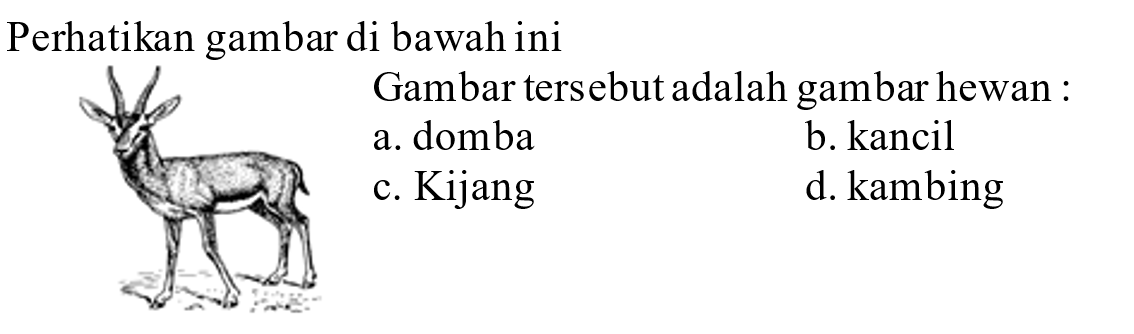 Perhatikan gambar di bawah ini
Gambar tersebut adalah gambar hewan :
a. domba b. kancil
c. Kijang d. kambing